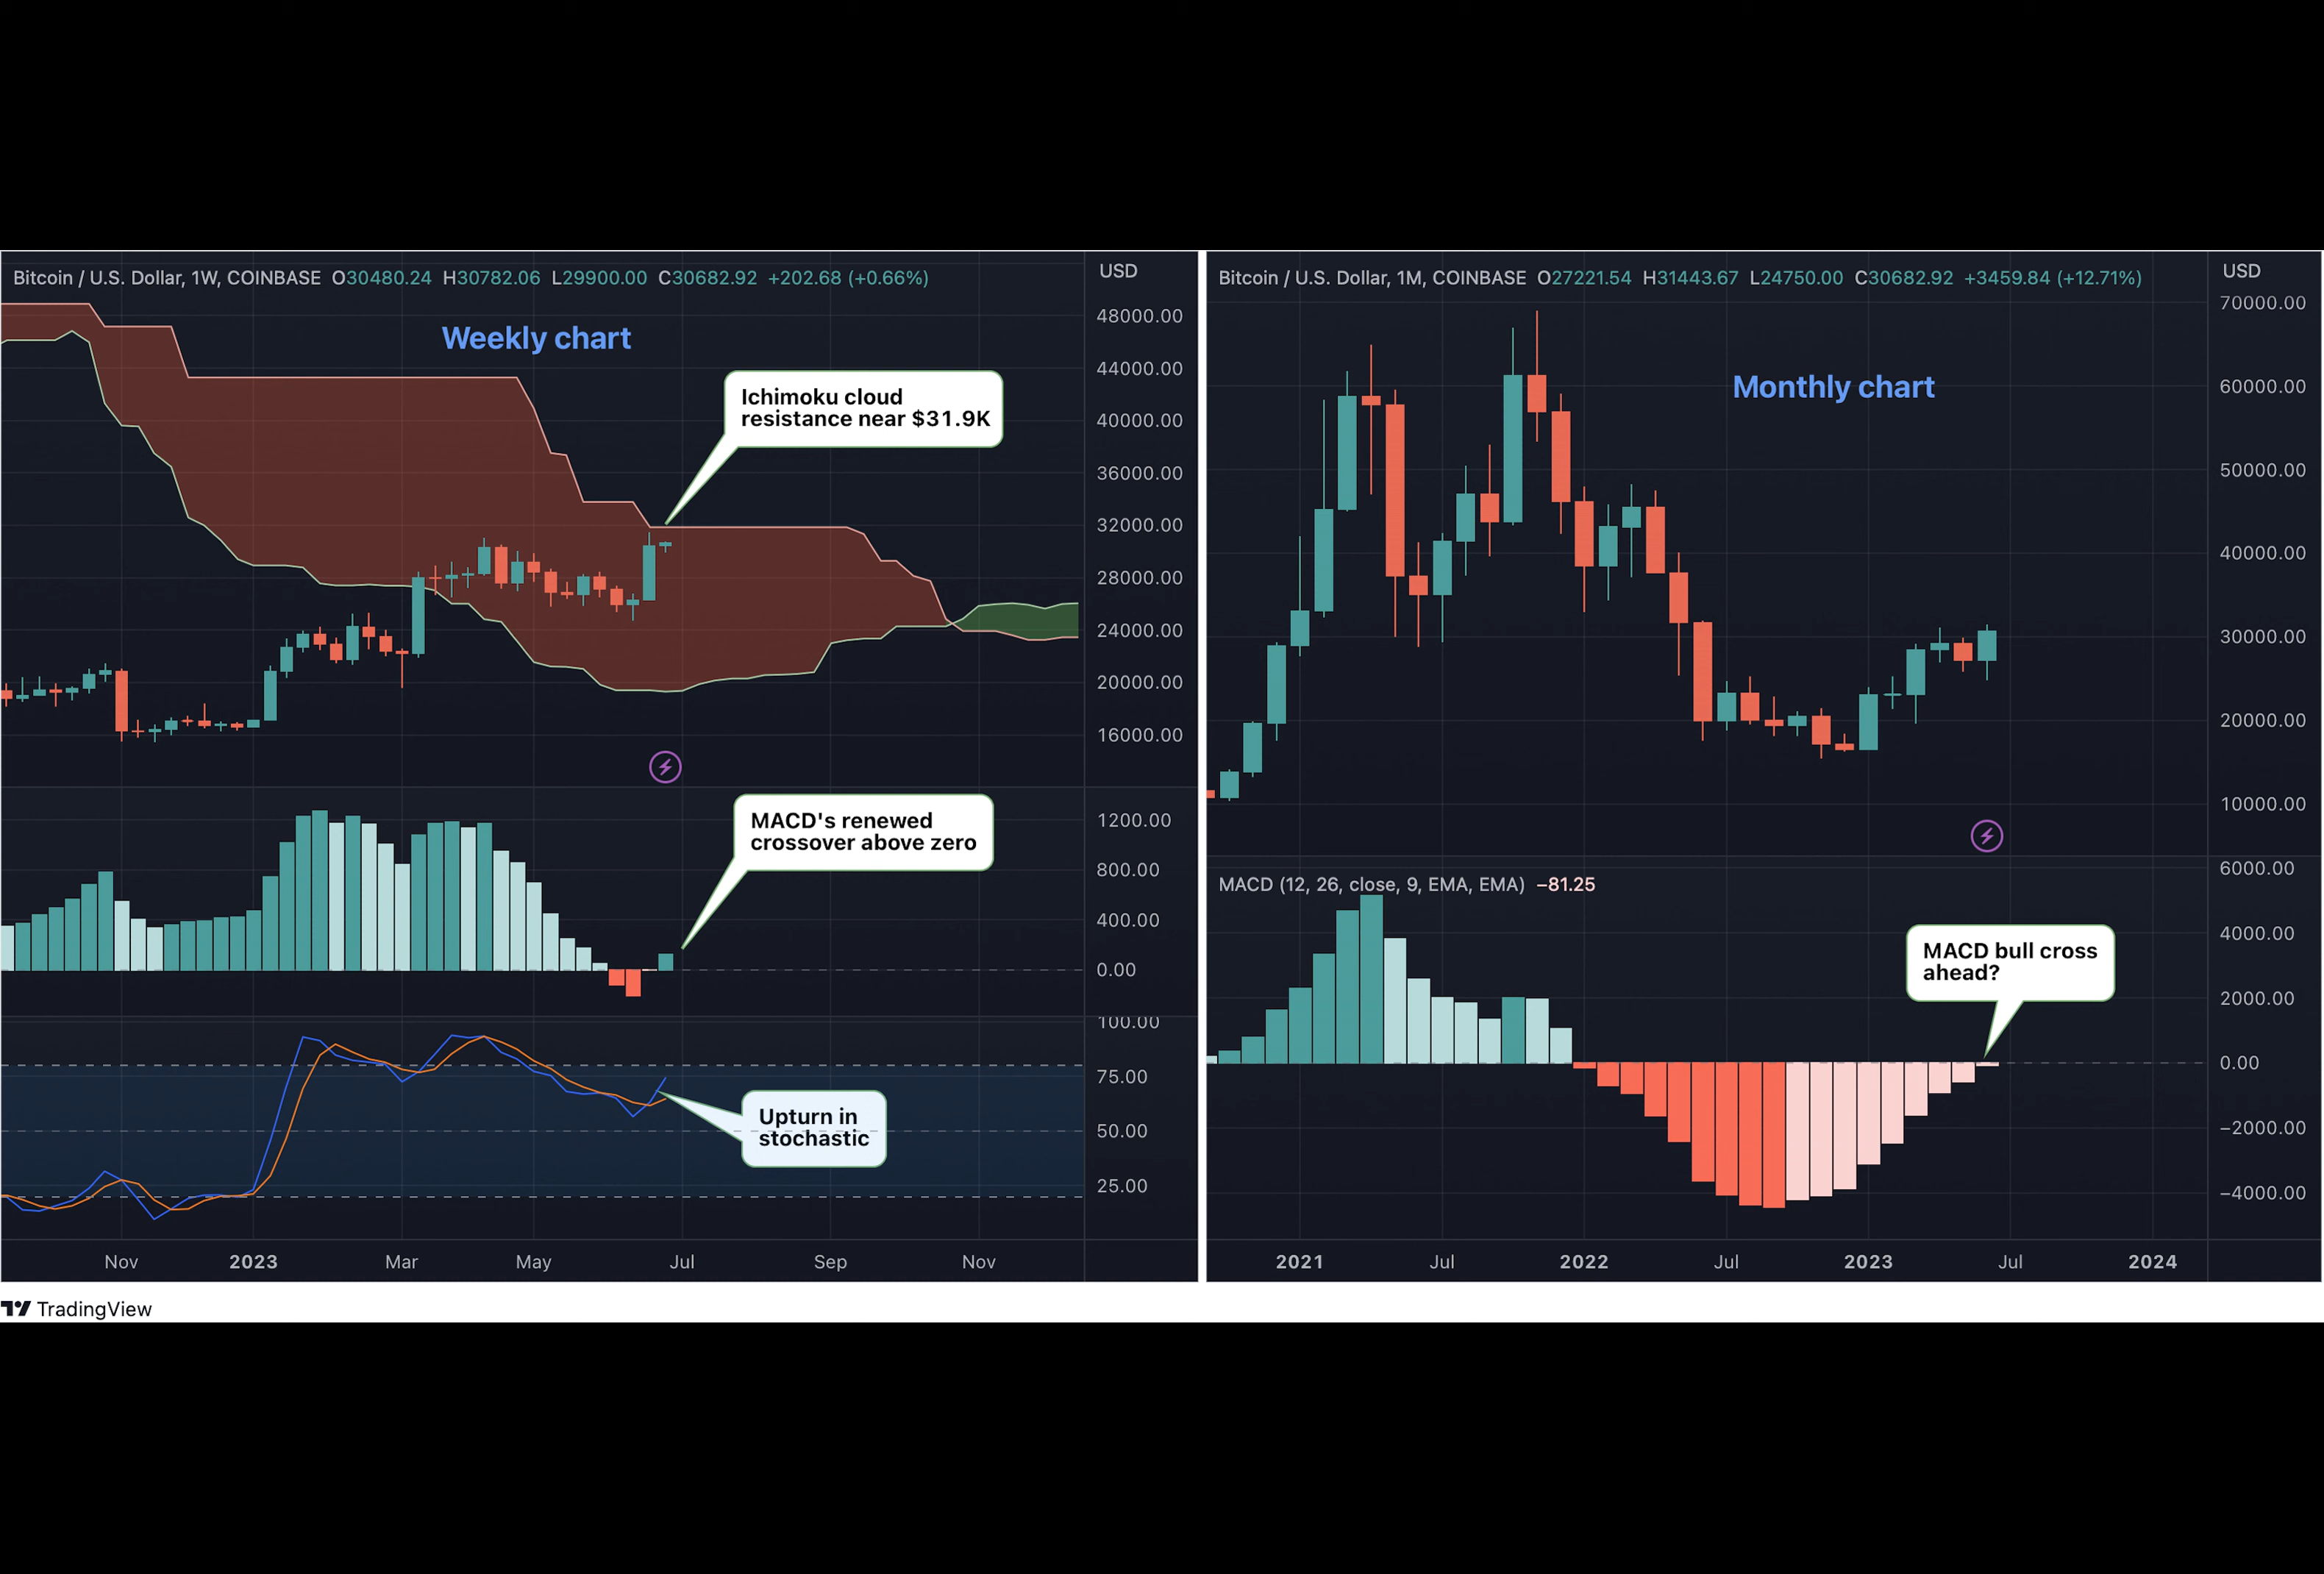 Bitcoin / U.S. Dollar, 1W, COINBASE O30480.24 H30782.06 L29900.00 C30682.92 +202.68 (+0.66%)
USD
Weekly chart
48000.00
44000.00
Ichimoku cloud
resistance near $31.9K
40000.00
36000.00
32000.00
28000.00
24000.00
20000.00
16000.00
MACD's renewed
crossover above zero
1200.00
800.00
400.00
0.00
100.00
75.00
Upturn in
stochastic
50.00
25.00
Nov 2023 Mar May Jul Sep Nov
Bitcoin / U.S. Dollar, 1M, COINBASE O27221.54 H31443.67 L24750.00 C30682.92 +3459.84 (+12.71%)
USD
70000.00
Monthly chart
60000.00
50000.00
40000.00
30000.00
20000.00
10000.00
6000.00
MACD (12, 26, close, 9, EMA, EMA) −81.25
4000.00
MACD bull cross
ahead?
2000.00
0.00
−2000.00
−4000.00
2021 Jul 2022 Jul 2023 Jul 2024
TradingView